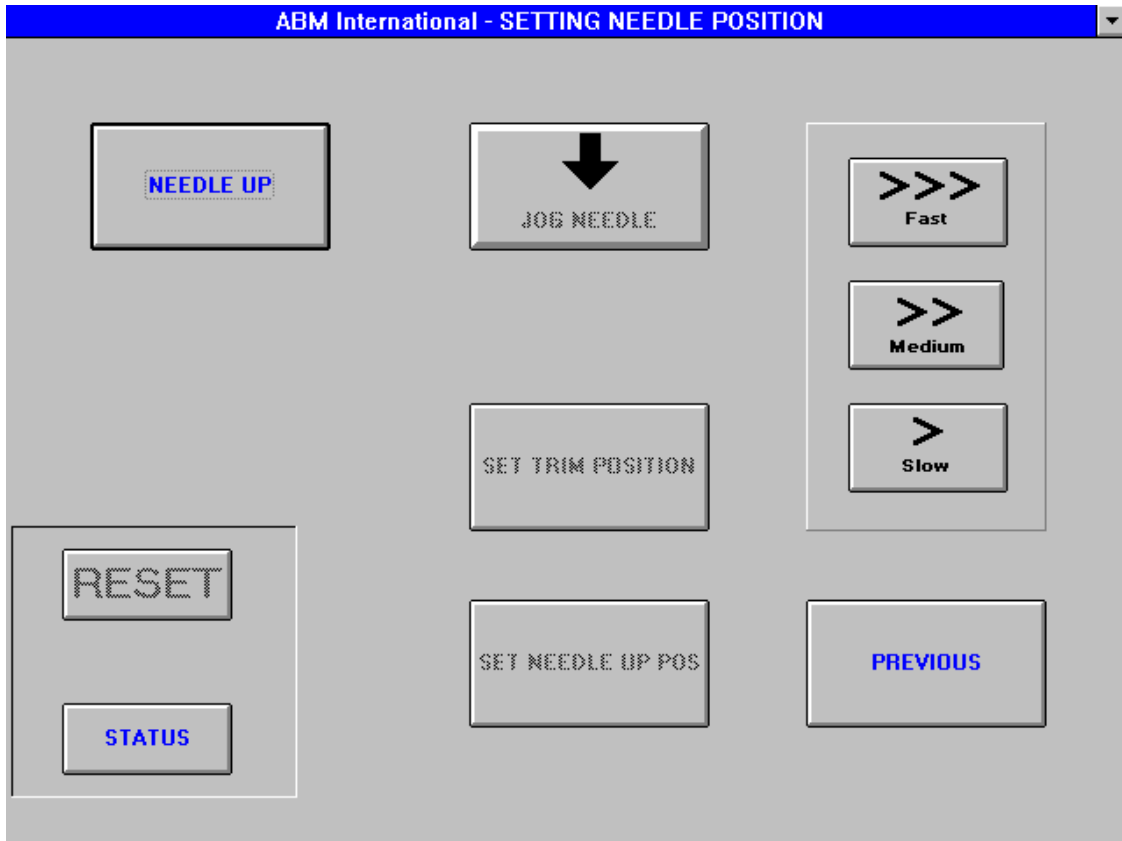 ABM International - SETTING NEEDLE POSITION
NEEDLE UP
JOG NEEDLE
>>>
Fast
>>
Medium
>
Slow
SET TRIM POSITION
RESET
SET NEEDLE UP POS
PREVIOUS
STATUS